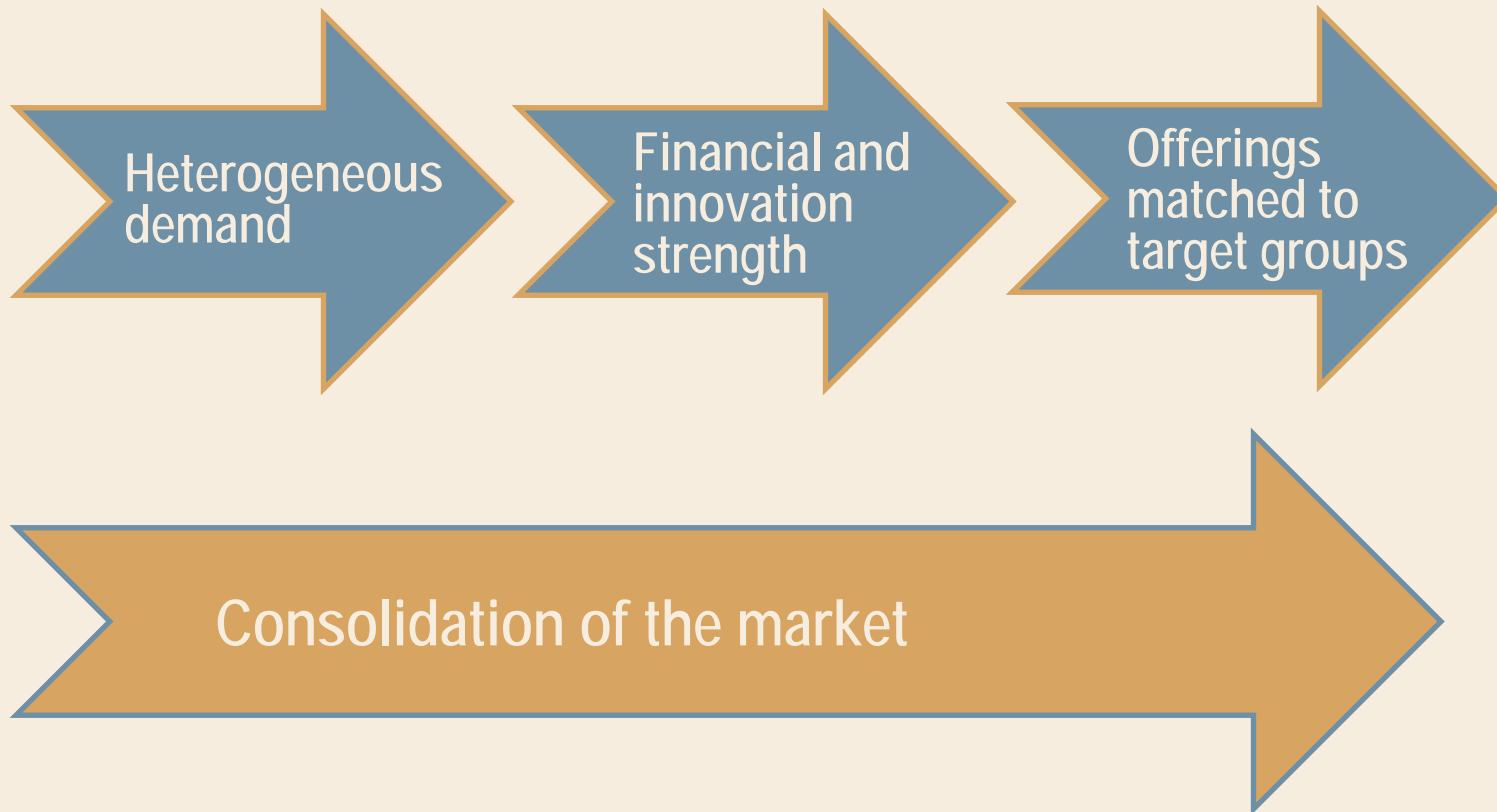 Heterogeneous
demand
Financial and
innovation
strength
Offerings
matched to
target groups
Consolidation of the market